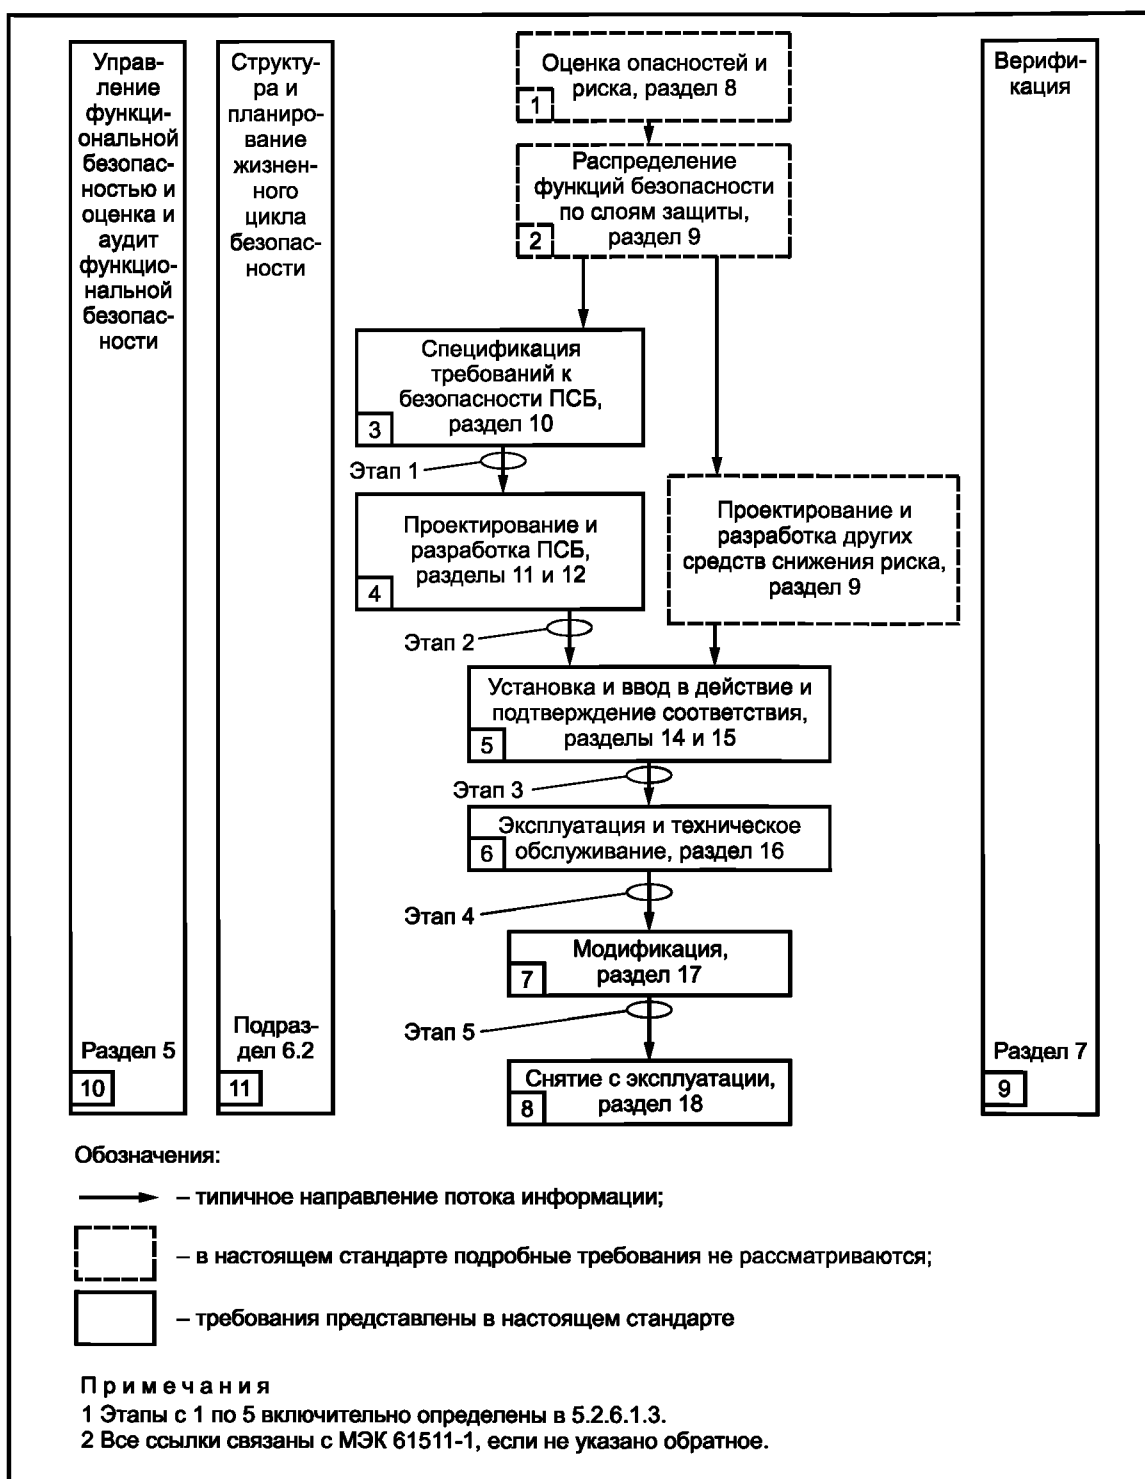 Управ-
ление
функци-
ональной
безопас-
ностью и
оценка и
аудит
функцио-
нальной
безопас-
ности
Раздел 5
10
Структу-
ра и
планиро-
вание
жизнен-
ного
цикла
безопас-
ности
Подраз-
дел 6.2
11
Оценка опасностей и
риска, раздел 8
1
Распределение
функций безопасности
по слоям защиты,
раздел 9
2
Спецификация
требований к
безопасности ПСБ,
раздел 10
3
Этап 1
Проектирование и
разработка ПСБ,
разделы 11 и 12
4
Проектирование и
разработка других
средств снижения риска,
раздел 9
Этап 2
Установка и ввод в действие и
подтверждение соответствия,
разделы 14 и 15
5
Этап 3
Эксплуатация и техническое
обслуживание, раздел 16
6
Этап 4
Модификация,
раздел 17
7
Этап 5
Снятие с эксплуатации,
раздел 18
8
Верифи-
кация
Раздел 7
9
Обозначения:
– типичное направление потока информации;
– в настоящем стандарте подробные требования не рассматриваются;
– требования представлены в настоящем стандарте
Примечания
1 Этапы с 1 по 5 включительно определены в 5.2.6.1.3.
2 Все ссылки связаны с МЭК 61511-1, если не указано обратное.